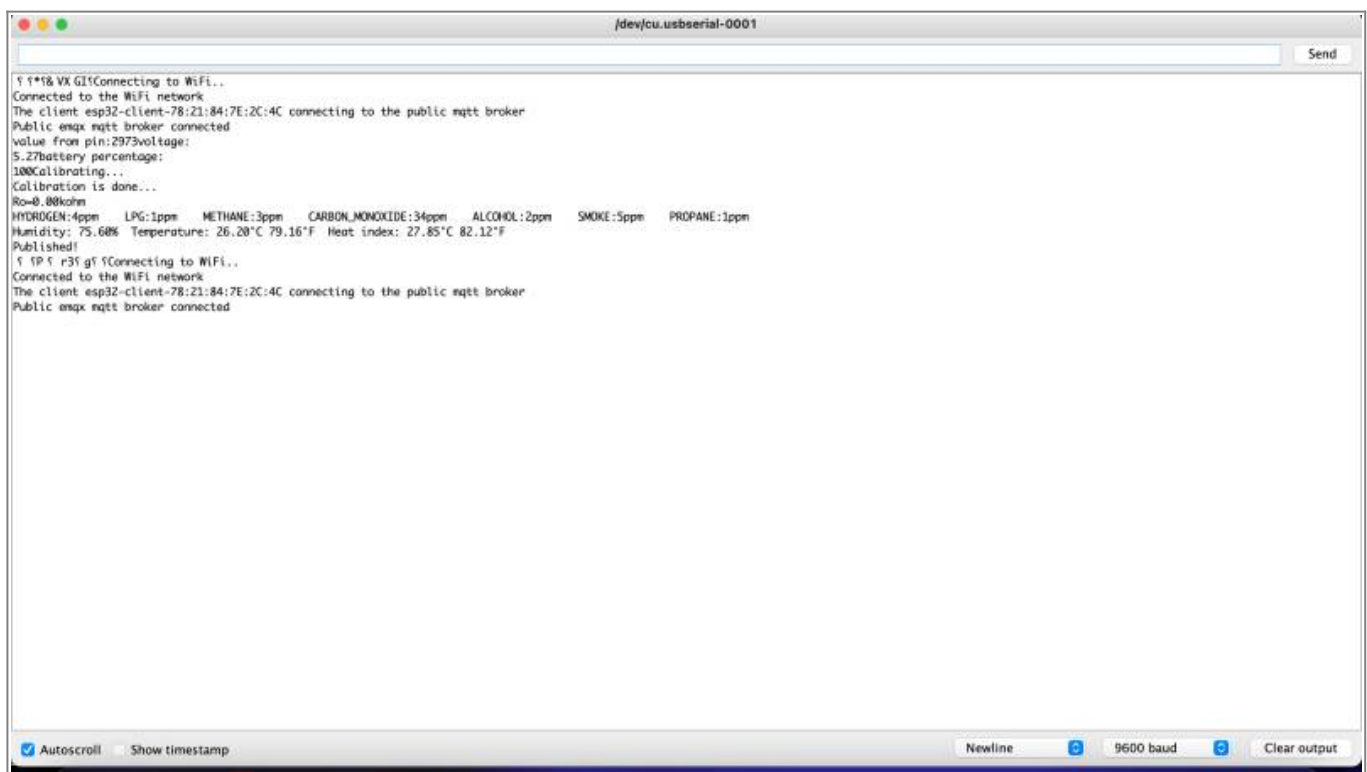 /dev/cu.usbserial-0001
Send
⸮ ⸮*⸮& VX GI⸮Connecting to WiFi..
Connected to the WiFi network
The client esp32-client-78:21:84:7E:2C:4C connecting to the public mqtt broker
Public emqx mqtt broker connected
value from pin:2973voltage:
5.27battery percentage:
100Calibrating...
Calibration is done...
Ro=0.00kohm
HYDROGEN:4ppm LPG:1ppm METHANE:3ppm CARBON_MONOXIDE:34ppm ALCOHOL:2ppm SMOKE:5ppm PROPANE:1ppm
Humidity: 75.60% Temperature: 26.20°C 79.16°F Heat index: 27.85°C 82.12°F
Published!
⸮ ⸮P ⸮ r3⸮ g⸮ ⸮Connecting to WiFi..
Connected to the WiFi network
The client esp32-client-78:21:84:7E:2C:4C connecting to the public mqtt broker
Public emqx mqtt broker connected
Autoscroll Show timestamp Newline 9600 baud Clear output